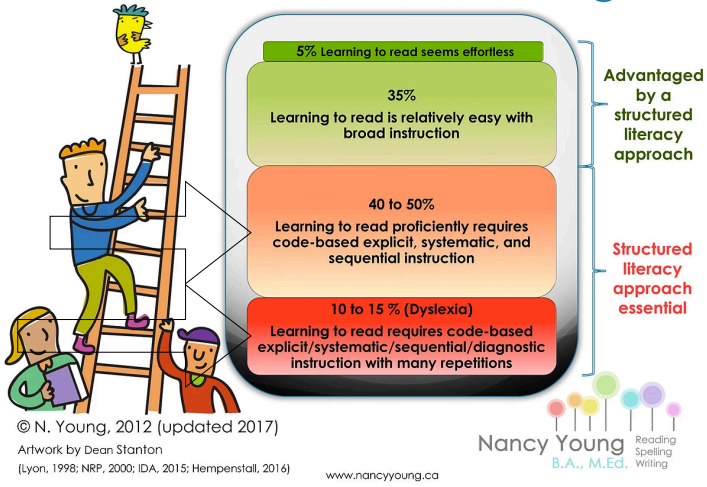 5% Learning to read seems effortless
35%
Learning to read is relatively easy with
broad instruction
40 to 50%
Learning to read proficiently requires
code-based explicit, systematic, and
sequential instruction
10 to 15 % (Dyslexia)
Learning to read requires code-based
explicit/systematic/sequential/diagnostic
instruction with many repetitions
Advantaged
by a
structured
literacy
approach
Structured
literacy
approach
essential
© N. Young, 2012 (updated 2017)
Artwork by Dean Stanton
(Lyon, 1998; NRP, 2000; IDA, 2015; Hempenstall, 2016)
www.nancyyoung.ca
Nancy Young
B.A., M.Ed.
Reading
Spelling
Writing